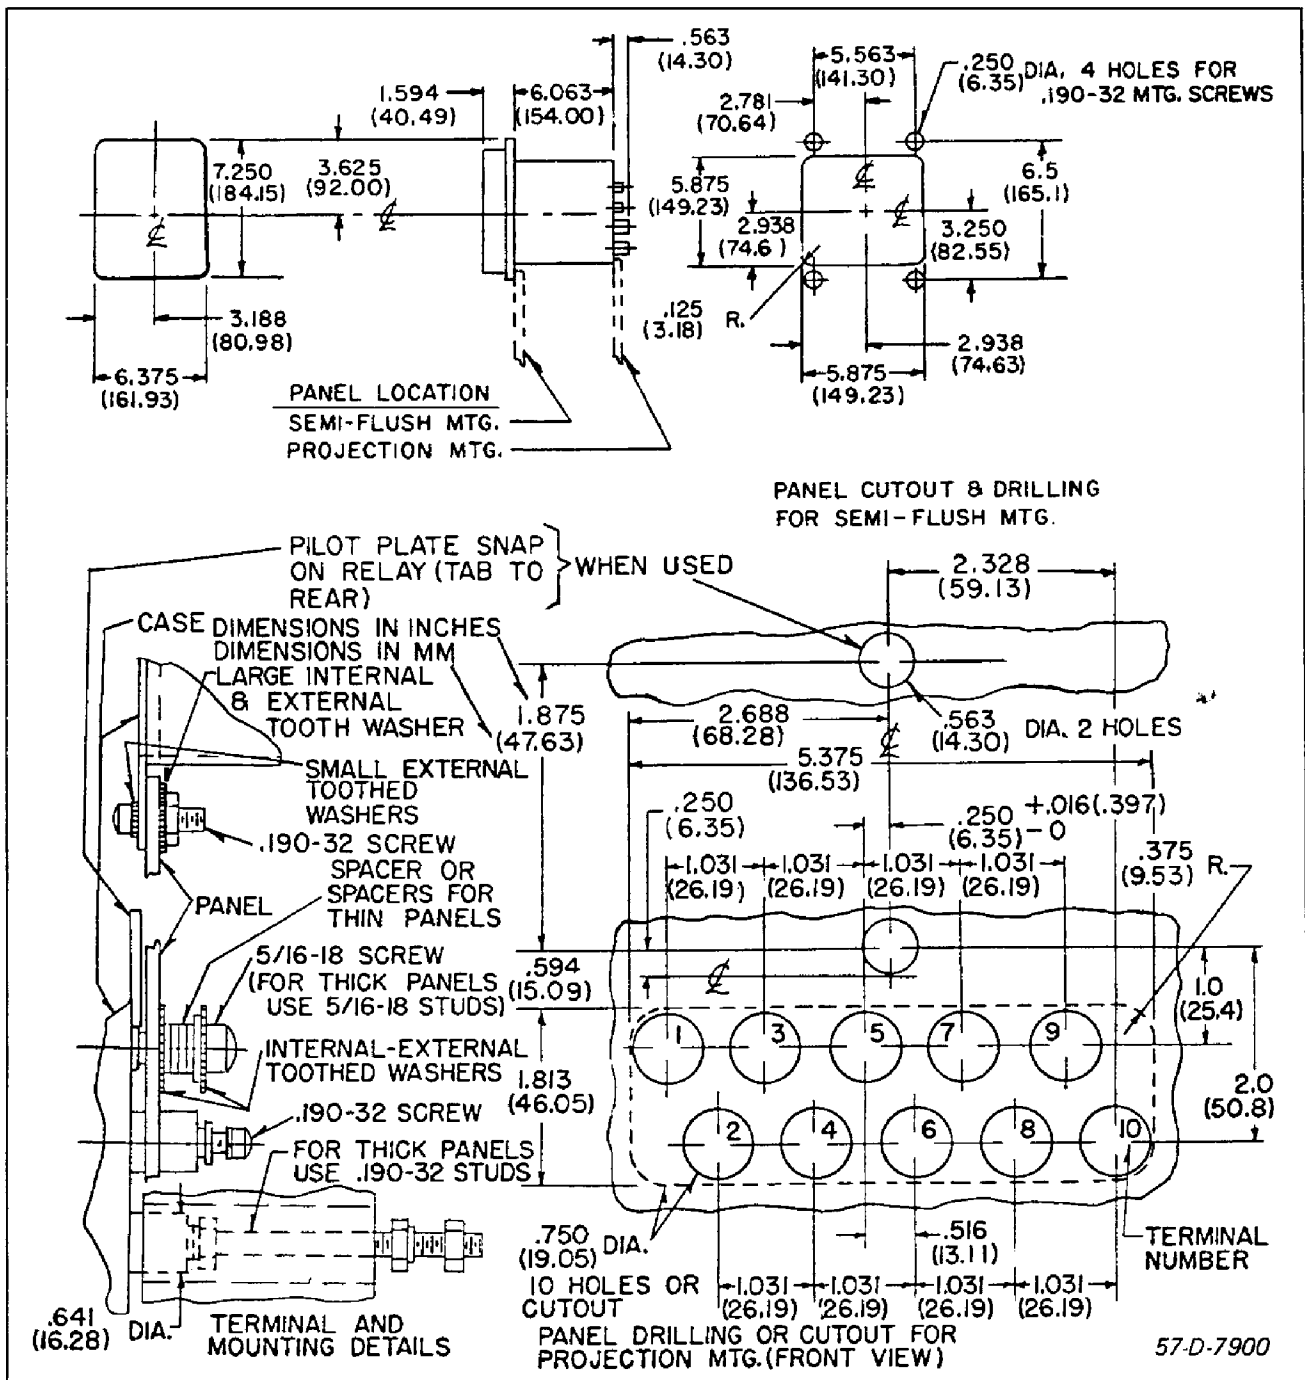 .563
(14.30)
1.594
(40.49)
6.063
(154.00)
5.563
(141.30)
.250
(6.35) DIA. 4 HOLES FOR
.190-32 MTG. SCREWS
2.781
(70.64)
7.250
(184.15)
3.625
(92.00)
℄
℄
5.875
(149.23)
℄
℄
6.5
(165.1)
2.938
(74.6 )
3.250
(82.55)
3.188
(80.98)
.125
(3.18) R.
2.938
(74.63)
6.375
(161.93)
5.875
(149.23)
PANEL LOCATION
SEMI-FLUSH MTG.
PROJECTION MTG.
PANEL CUTOUT & DRILLING
FOR SEMI-FLUSH MTG.
PILOT PLATE SNAP
ON RELAY (TAB TO
REAR)
WHEN USED
2.328
(59.13)
CASE
DIMENSIONS IN INCHES
DIMENSIONS IN MM
LARGE INTERNAL
& EXTERNAL
TOOTH WASHER
1.875
(47.63)
2.688
(68.28)
℄
.563
(14.30) DIA. 2 HOLES
5.375
(136.53)
SMALL EXTERNAL
TOOTHED
WASHERS
.250
(6.35)
.250 +.016(.397)
(6.35) -0
.190-32 SCREW
1.031 1.031 1.031 1.031
(26.19) (26.19) (26.19) (26.19)
.375
(9.53) R.
SPACER OR
SPACERS FOR
THIN PANELS
PANEL
5/16-18 SCREW
(FOR THICK PANELS
USE 5/16-18 STUDS)
.594
(15.09)
℄
1.0
(25.4)
1 3 5 7 9
INTERNAL-EXTERNAL
TOOTHED WASHERS
1.813
(46.05)
2.0
(50.8)
.190-32 SCREW
2 4 6 8 10
FOR THICK PANELS
USE .190-32 STUDS
.750
(19.05) DIA.
10 HOLES OR
CUTOUT
.516
(13.11)
TERMINAL
NUMBER
1.031 1.031 1.031 1.031
(26.19) (26.19) (26.19) (26.19)
.641
(16.28) DIA.
TERMINAL AND
MOUNTING DETAILS
PANEL DRILLING OR CUTOUT FOR
PROJECTION MTG. (FRONT VIEW)
57-D-7900